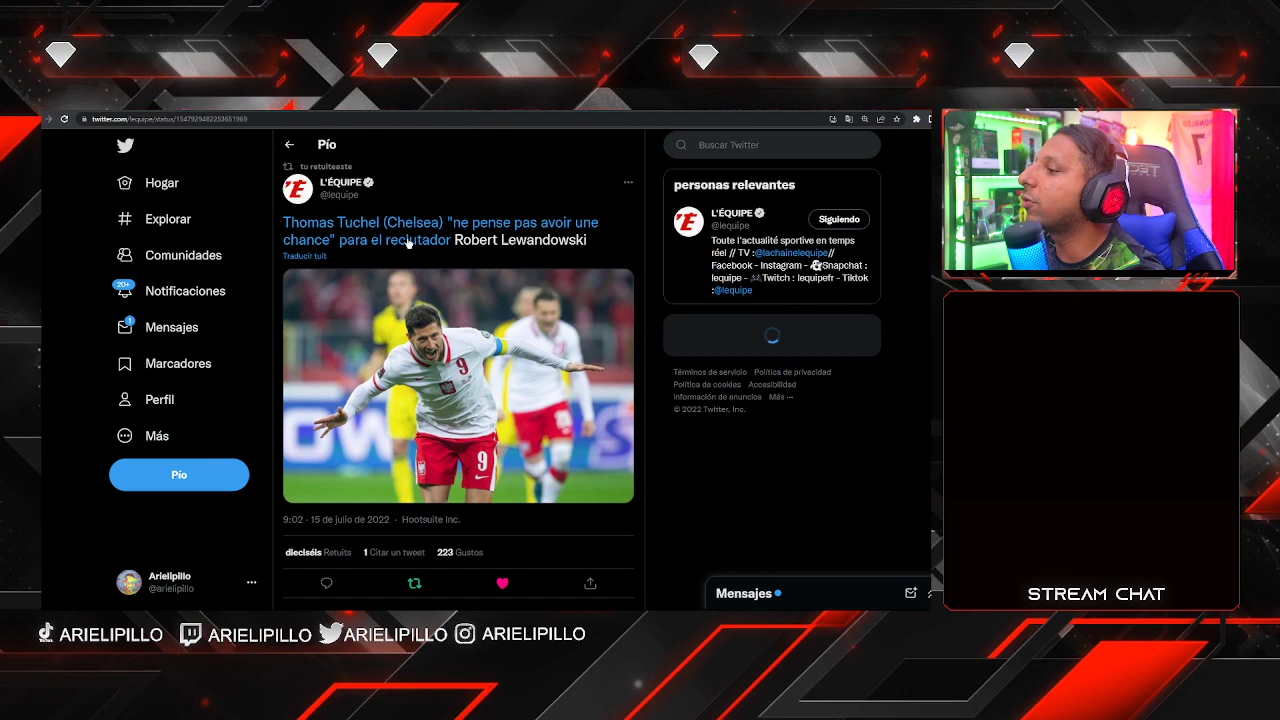 twitter.com/lequipe/status/1547929482253651969
Hogar
Explorar
Comunidades
20+
Notificaciones
1
Mensajes
Marcadores
Perfil
Más
Pío
Arielipillo
@arielipillo
Pío
tu retuiteaste
L'ÉQUIPE
@lequipe
Thomas Tuchel (Chelsea) "ne pense pas avoir une
chance" para el reclutador Robert Lewandowski
Traducir tuit
9
9
9:02 · 15 de julio de 2022 · Hootsuite Inc.
dieciséis Retuits 1 Citar un tweet 223 Gustos
Buscar Twitter
personas relevantes
L'ÉQUIPE
@lequipe
Siguiendo
Toute l'actualité sportive en temps
réel // TV :@lachainelequipe//
Facebook - Instagram - Snapchat :
lequipe - Twitch : lequipefr - Tiktok
:@lequipe
Términos de servicio Política de privacidad
Política de cookies Accesibilidad
Información de anuncios Más ···
© 2022 Twitter, Inc.
Mensajes
RONALDO
7
STREAM CHAT
ARIELIPILLO ARIELIPILLO ARIELIPILLO ARIELIPILLO